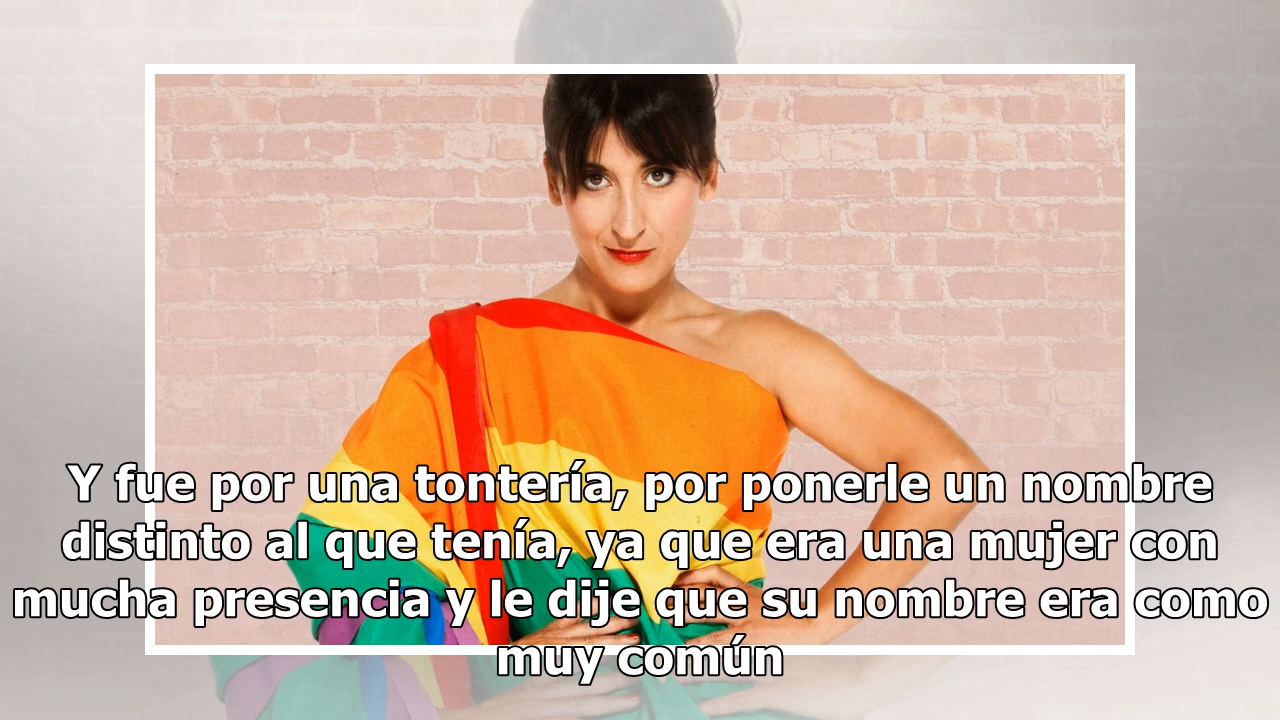 Y fue por una tontería, por ponerle un nombre
distinto al que tenía, ya que era una mujer con
mucha presencia y le dije que su nombre era como
muy común